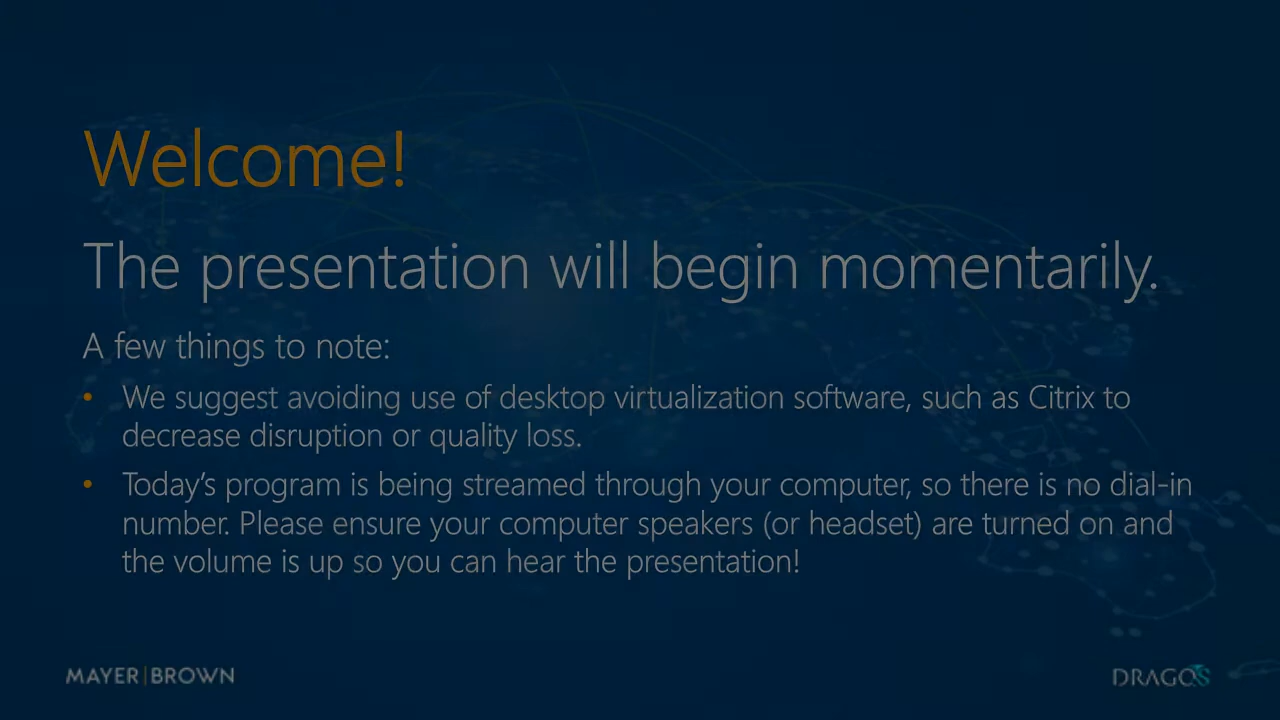 Welcome!
The presentation will begin momentarily.
A few things to note:
• We suggest avoiding use of desktop virtualization software, such as Citrix to
decrease disruption or quality loss.
• Today's program is being streamed through your computer, so there is no dial-in
number. Please ensure your computer speakers (or headset) are turned on and
the volume is up so you can hear the presentation!
MAYER|BROWN
DRAGOS